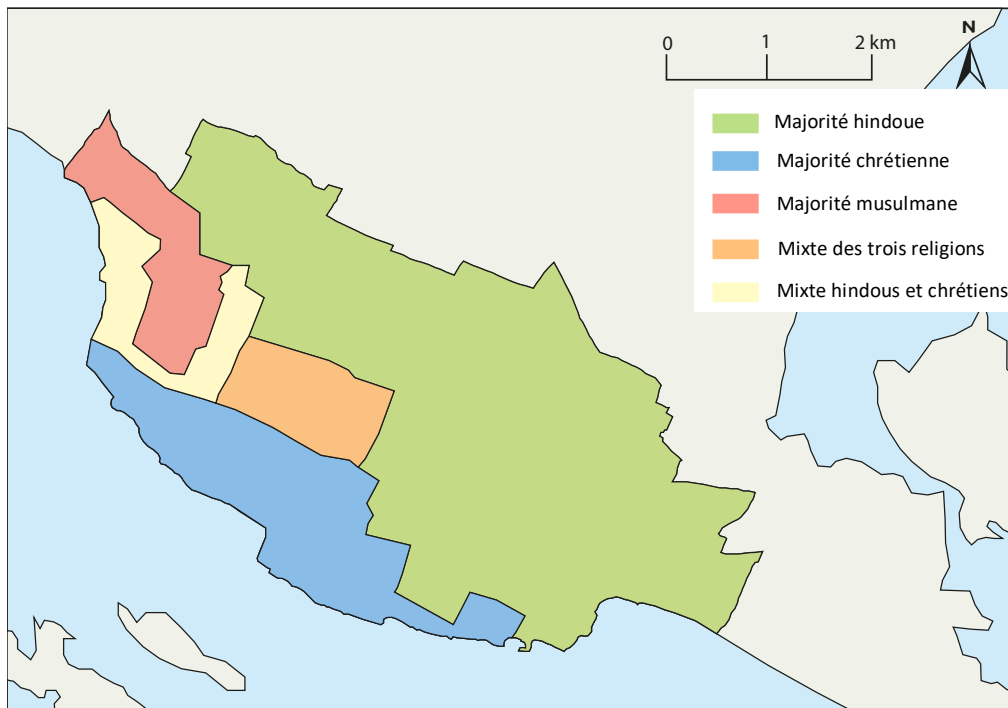 N
0 1 2 km
Majorité hindoue
Majorité chrétienne
Majorité musulmane
Mixte des trois religions
Mixte hindous et chrétiens